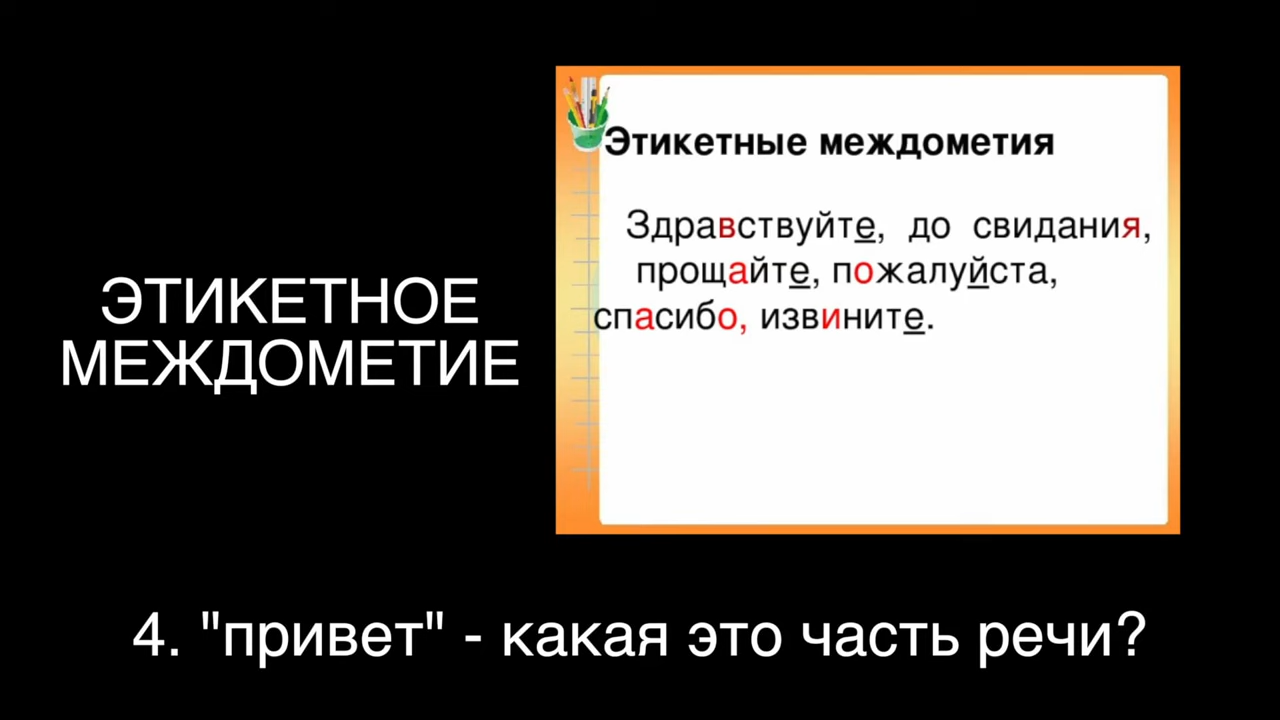 ЭТИКЕТНОЕ
МЕЖДОМЕТИЕ
Этикетные междометия
Здравствуйте, до свидания,
прощайте, пожалуйста,
спасибо, извините.
4. "привет" - какая это часть речи?